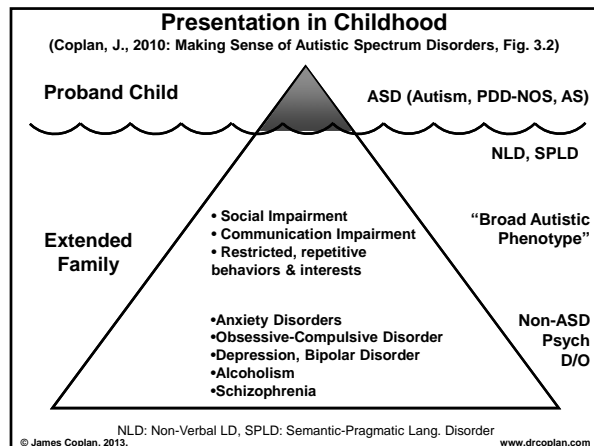 Presentation in Childhood
(Coplan, J., 2010: Making Sense of Autistic Spectrum Disorders, Fig. 3.2)
Proband Child
ASD (Autism, PDD-NOS, AS)
NLD, SPLD
• Social Impairment
• Communication Impairment
• Restricted, repetitive
behaviors & interests
Extended
Family
"Broad Autistic
Phenotype"
•Anxiety Disorders
•Obsessive-Compulsive Disorder
•Depression, Bipolar Disorder
•Alcoholism
•Schizophrenia
Non-ASD
Psych
D/O
NLD: Non-Verbal LD, SPLD: Semantic-Pragmatic Lang. Disorder
© James Coplan, 2013.
www.drcoplan.com